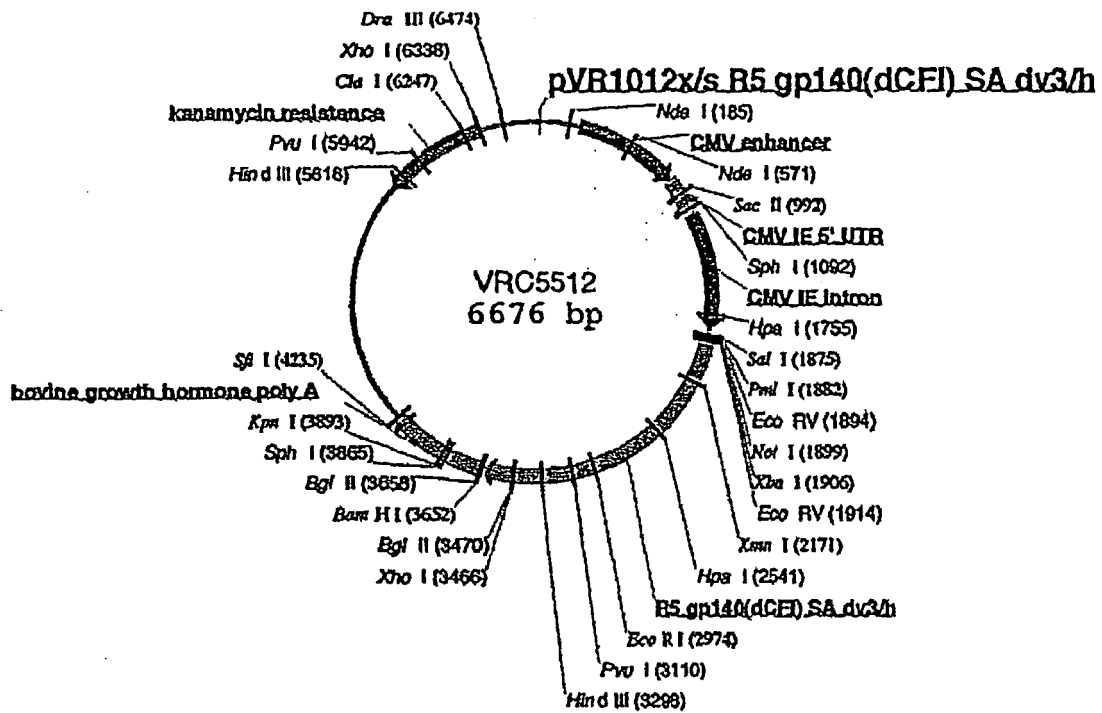 Dra III (6474)
Xho I (6338)
Cla I (6247)
kanamycin resistance
Pvu I (5942)
Hind III (5818)
pVR1012x/s R5 gp140(dCFI) SA dv3/h
Nde I (185)
CMV enhancer
Nde I (571)
Sac II (992)
CMV IE 5' UTR
Sph I (1092)
CMV IE Intron
Hpa I (1755)
Sal I (1875)
Pml I (1882)
Eco RV (1894)
Not I (1899)
Xba I (1906)
Eco RV (1914)
Xmn I (2171)
Hpa I (2541)
R5 gp140(dCFI) SA dv3/h
Eco R I (2974)
Pvu I (3110)
Hind III (3298)
VRC5512
6676 bp
Sfi I (4235)
bovine growth hormone poly A
Kpn I (3893)
Sph I (3865)
Bgl II (3658)
Bam H I (3652)
Bgl II (3470)
Xho I (3466)